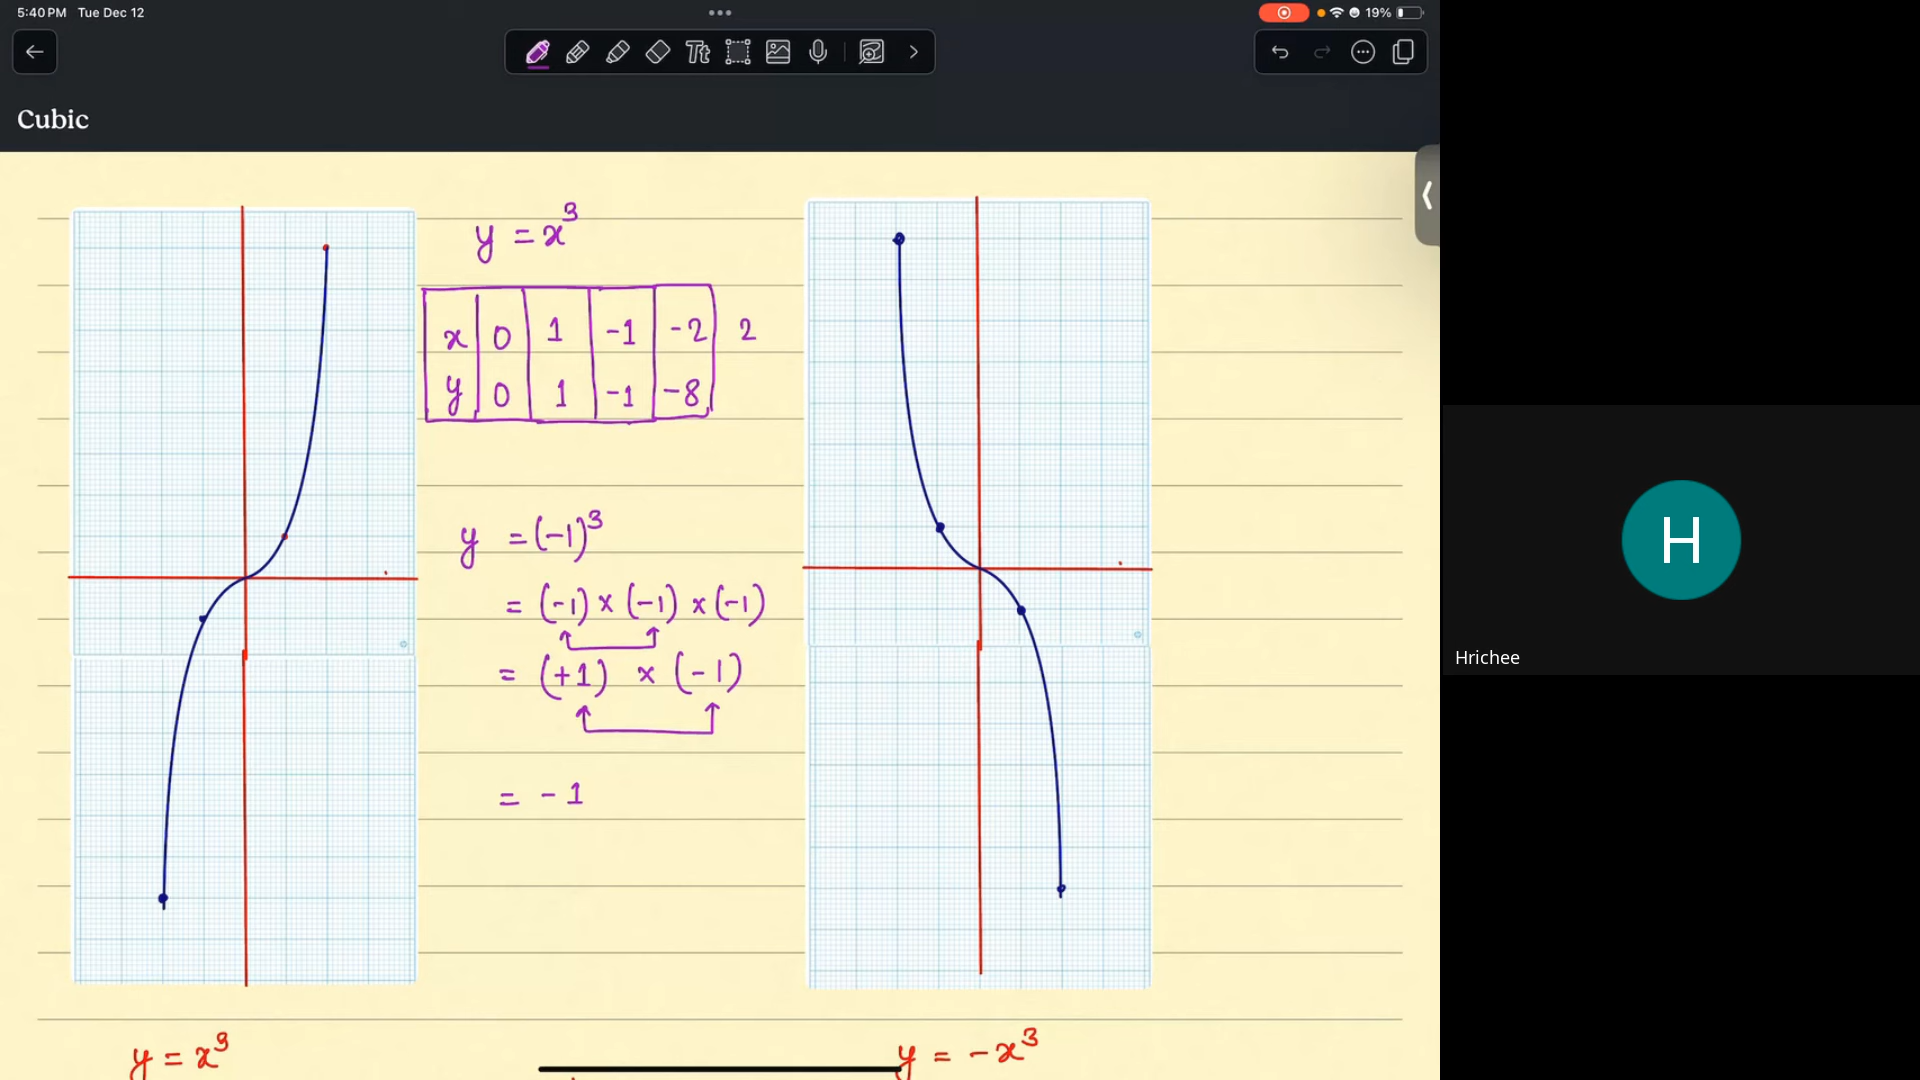 5:40 PM Tue Dec 12
19%
Tt
Cubic
y = x³
x 0 1 -1 -2 2
y 0 1 -1 -8
y = (-1)³
= (-1) × (-1) × (-1)
= (+1) × (-1)
= -1
y = x³
y = -x³
H
Hrichee